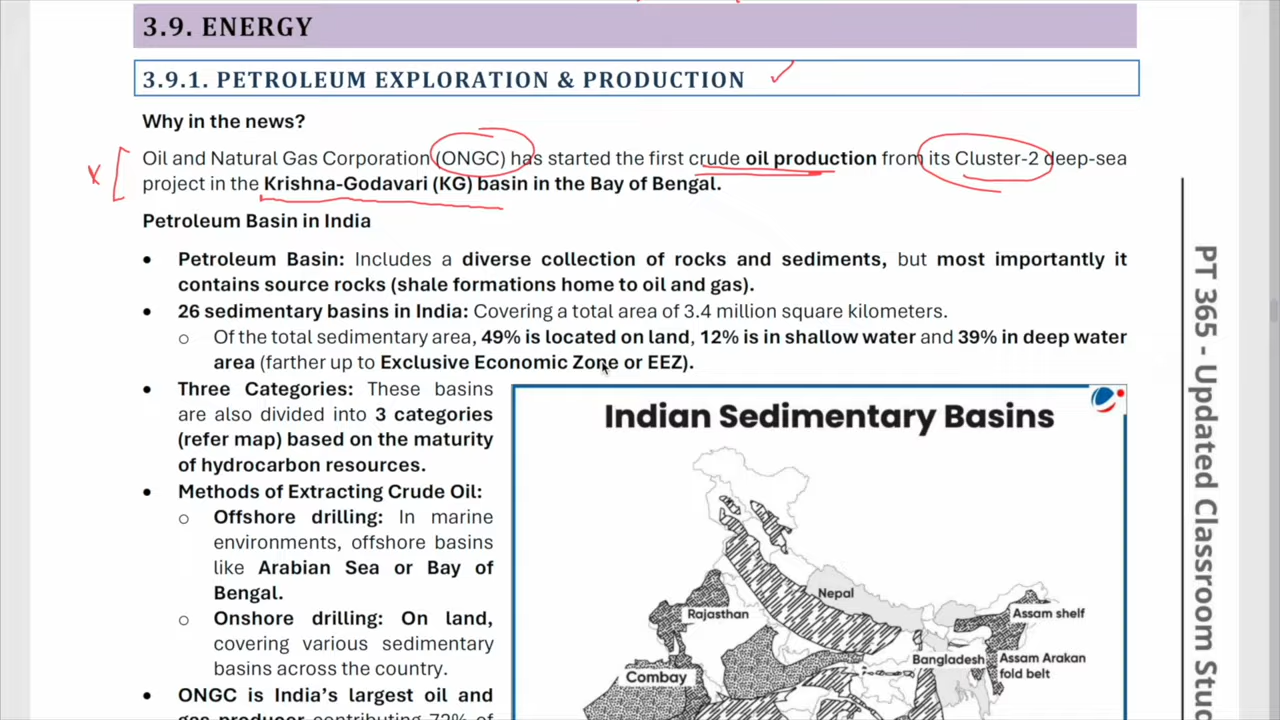 3.9. ENERGY
3.9.1. PETROLEUM EXPLORATION & PRODUCTION
Why in the news?
Oil and Natural Gas Corporation (ONGC) has started the first crude oil production from its Cluster-2 deep-sea
project in the Krishna-Godavari (KG) basin in the Bay of Bengal.
Petroleum Basin in India
• Petroleum Basin: Includes a diverse collection of rocks and sediments, but most importantly it
contains source rocks (shale formations home to oil and gas).
• 26 sedimentary basins in India: Covering a total area of 3.4 million square kilometers.
o Of the total sedimentary area, 49% is located on land, 12% is in shallow water and 39% in deep water
area (farther up to Exclusive Economic Zone or EEZ).
• Three Categories: These basins
are also divided into 3 categories
(refer map) based on the maturity
of hydrocarbon resources.
• Methods of Extracting Crude Oil:
o Offshore drilling: In marine
environments, offshore basins
like Arabian Sea or Bay of
Bengal.
o Onshore drilling: On land,
covering various sedimentary
basins across the country.
• ONGC is India's largest oil and
gas producer contributing 72% of
Indian Sedimentary Basins
Nepal
Rajasthan
Assam shelf
Bangladesh
Assam Arakan
fold belt
Combay
PT 365 - Updated Classroom Stu